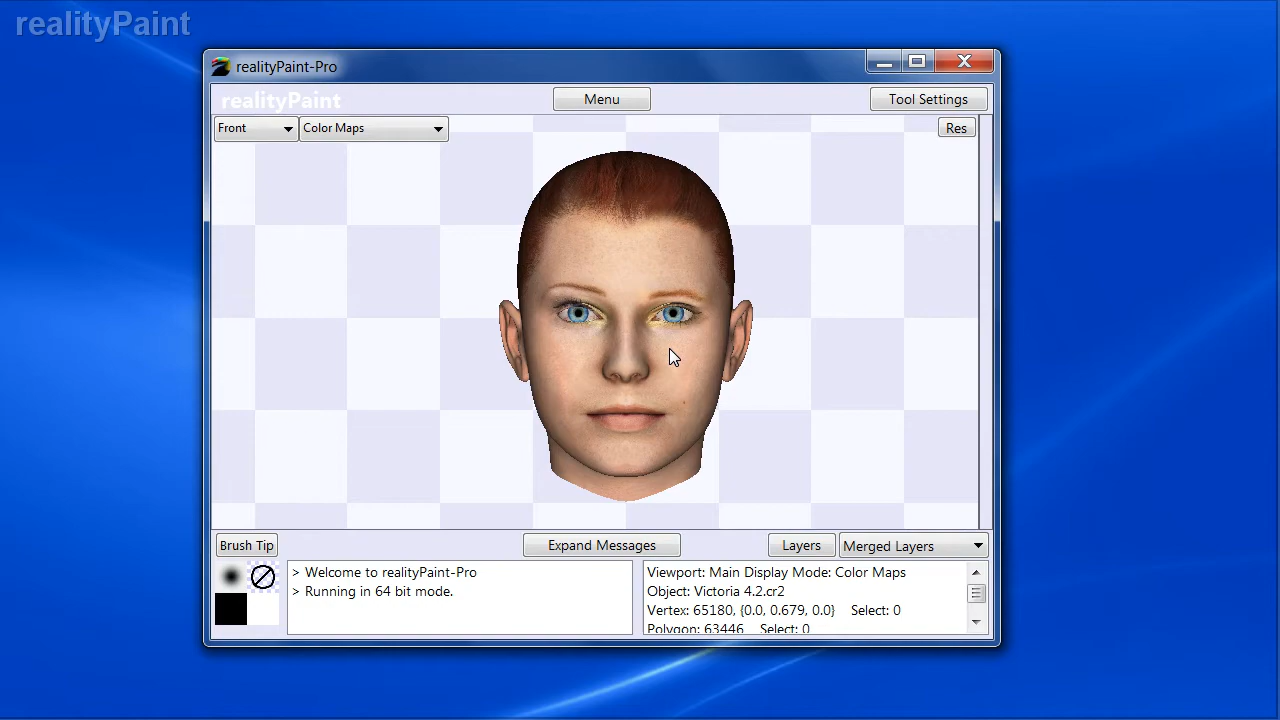 realityPaint
realityPaint-Pro
realityPaint
Menu
Tool Settings
Front
Color Maps
Res
Brush Tip
Expand Messages
Layers
Merged Layers
> Welcome to realityPaint-Pro
> Running in 64 bit mode.
Viewport: Main Display Mode: Color Maps
Object: Victoria 4.2.cr2
Vertex: 65180, {0.0, 0.679, 0.0} Select: 0
Polygon: 63446 Select: 0